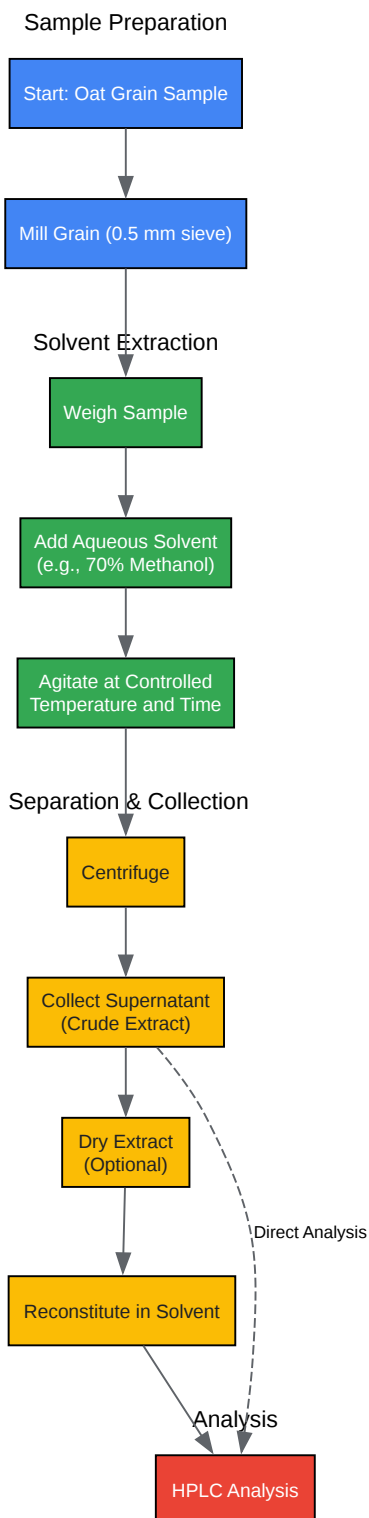 Sample Preparation
Start: Oat Grain Sample
Mill Grain (0.5 mm sieve)
Solvent Extraction
Weigh Sample
Add Aqueous Solvent
(e.g., 70% Methanol)
Agitate at Controlled
Temperature and Time
Separation & Collection
Centrifuge
Collect Supernatant
(Crude Extract)
Dry Extract
(Optional)
Direct Analysis
Reconstitute in Solvent
Analysis
HPLC Analysis